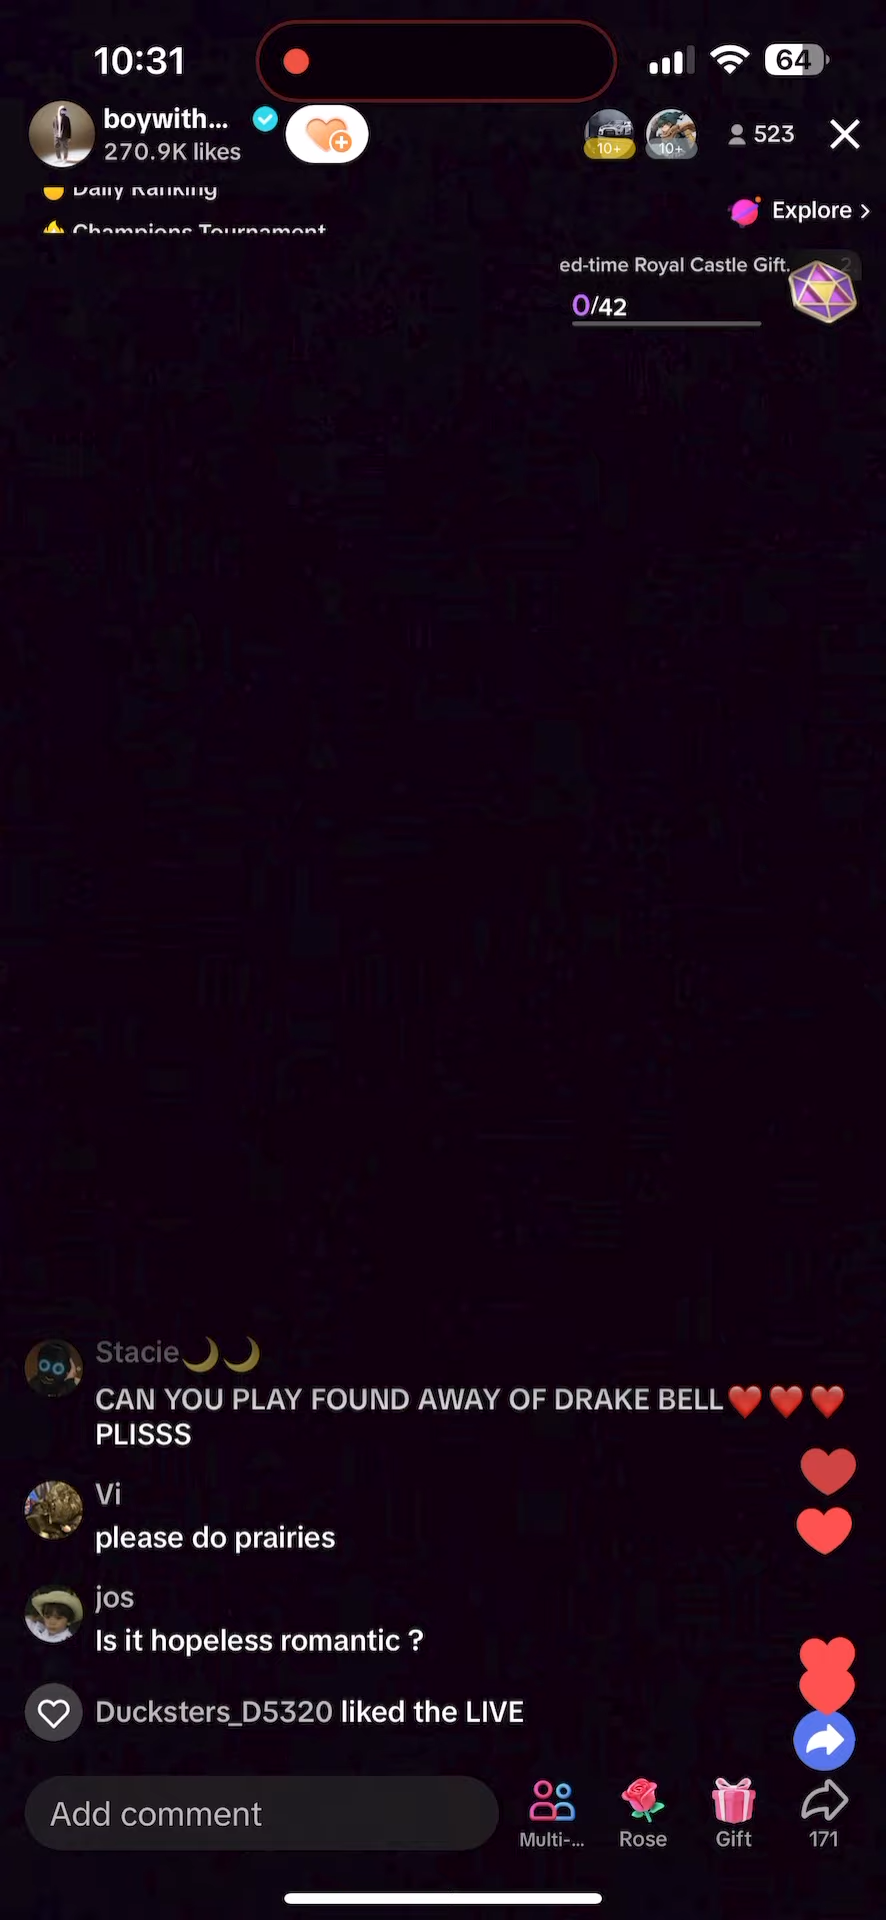 10:31
64
boywith...
270.9K likes
10+
10+
523
Daily Ranking
Champions Tournament
Explore >
ed-time Royal Castle Gift.
0/42
Stacie🌙🌙
CAN YOU PLAY FOUND AWAY OF DRAKE BELL❤️❤️❤️
PLISSS
Vi
please do prairies
jos
Is it hopeless romantic ?
Ducksters_D5320 liked the LIVE
Add comment
Multi-...
Rose
Gift
171